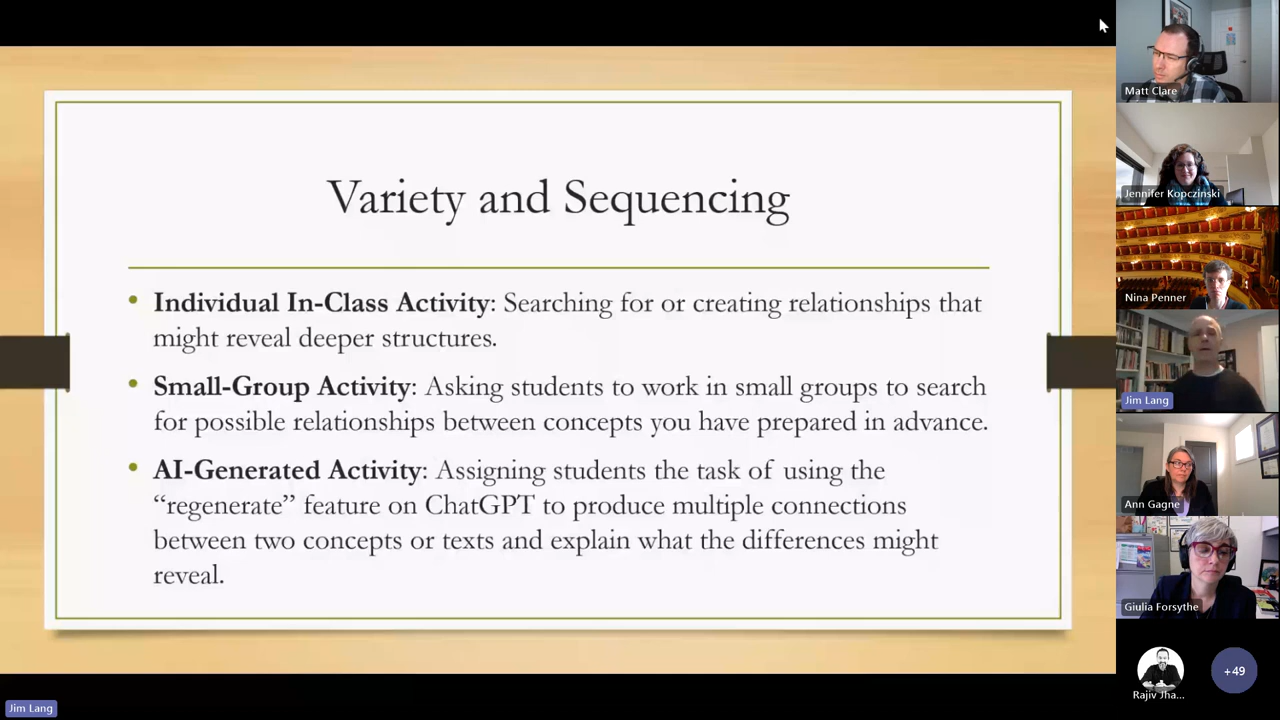 Variety and Sequencing
• Individual In-Class Activity: Searching for or creating relationships that
might reveal deeper structures.
• Small-Group Activity: Asking students to work in small groups to search
for possible relationships between concepts you have prepared in advance.
• AI-Generated Activity: Assigning students the task of using the
“regenerate” feature on ChatGPT to produce multiple connections
between two concepts or texts and explain what the differences might
reveal.
Matt Clare
Jennifer Kopczinski
Nina Penner
Jim Lang
Ann Gagne
Giulia Forsythe
Rajiv Jha...
+49
Jim Lang